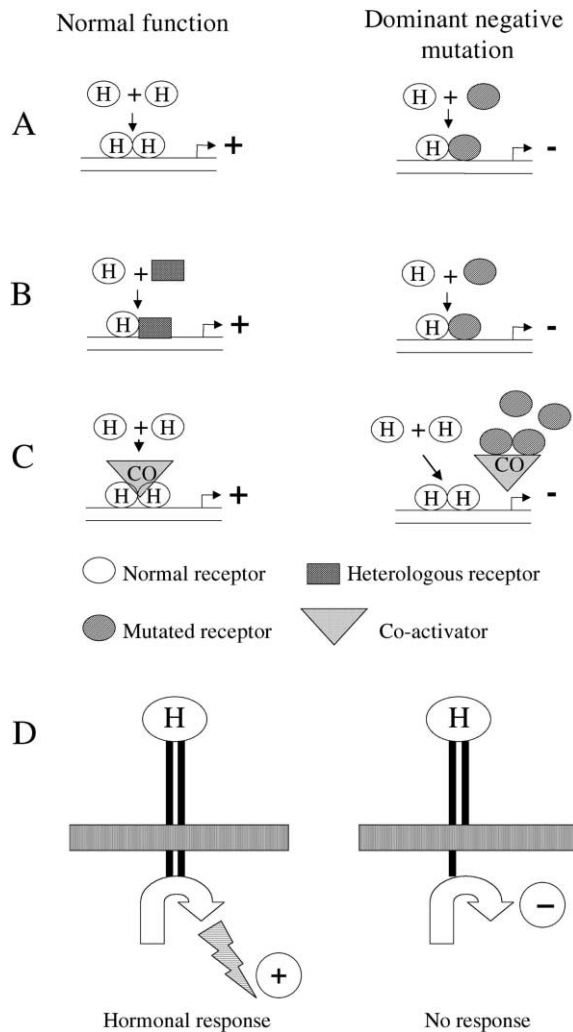 Normal function
Dominant negative
mutation
A
H + H
H H
+
H +
H
-
B
H +
H
+
H +
H
-
C
H + H
CO
H H
+
H + H
CO
H H
-
Normal receptor
Heterologous receptor
Mutated receptor
Co-activator
D
H
H
+
−
Hormonal response
No response